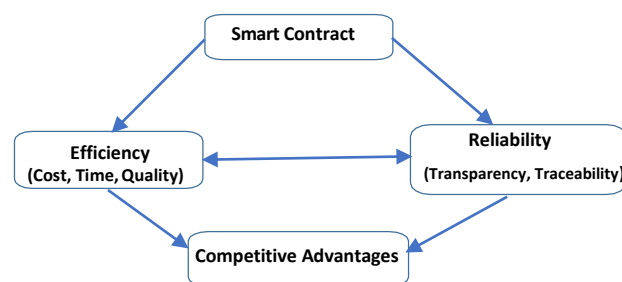 Smart Contract
Efficiency
(Cost, Time, Quality)
Reliability
(Transparency, Traceability)
Competitive Advantages